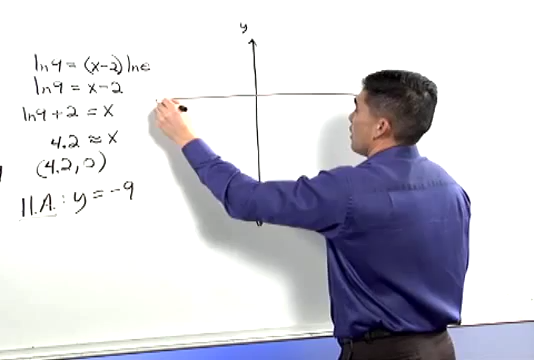 y
ln9 = (x-2) lne
ln9 = x-2
ln9+2 = x
4.2 ≈ x
(4.2, 0)
H.A. : y = -9